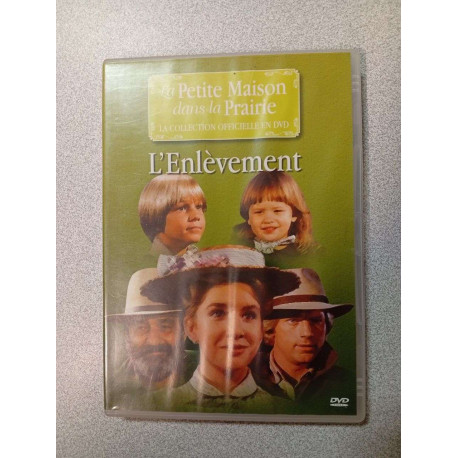 La Petite Maison
dans la Prairie
LA COLLECTION OFFICIELLE EN DVD
L'Enlèvement
DVD